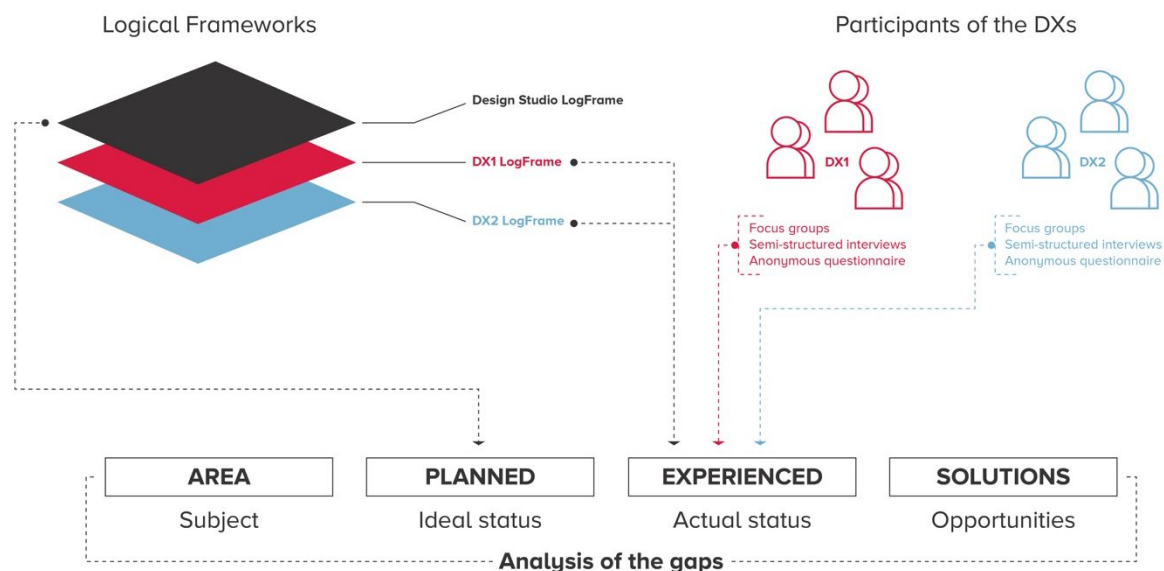 Logical Frameworks
Participants of the DXs
Design Studio LogFrame
DX1 LogFrame
DX2 LogFrame
DX1
DX2
Focus groups
Semi-structured interviews
Anonymous questionnaire
Focus groups
Semi-structured interviews
Anonymous questionnaire
AREA
PLANNED
EXPERIENCED
SOLUTIONS
Subject
Ideal status
Actual status
Opportunities
Analysis of the gaps